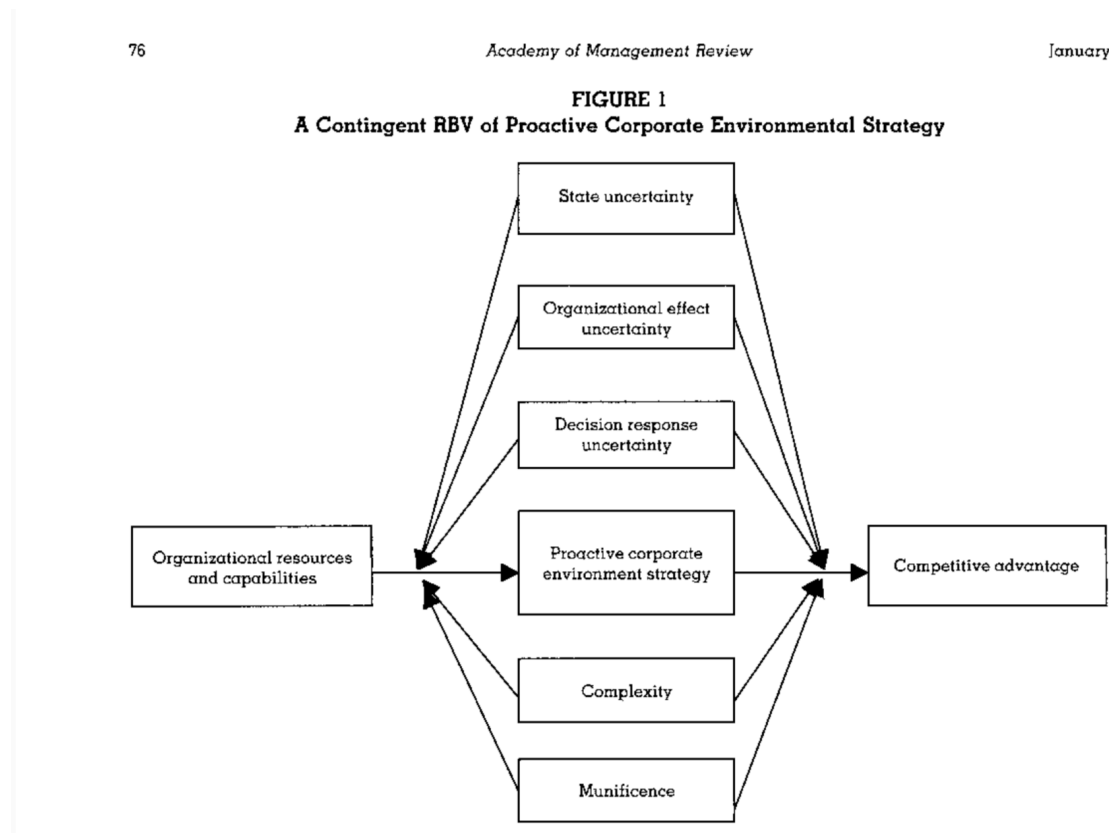 76
Academy of Management Review
January
FIGURE 1
A Contingent RBV of Proactive Corporate Environmental Strategy
State uncertainty
Organizational effect
uncertainty
Decision response
uncertainty
Organizational resources
and capabilities
Proactive corporate
environment strategy
Competitive advantage
Complexity
Munificence